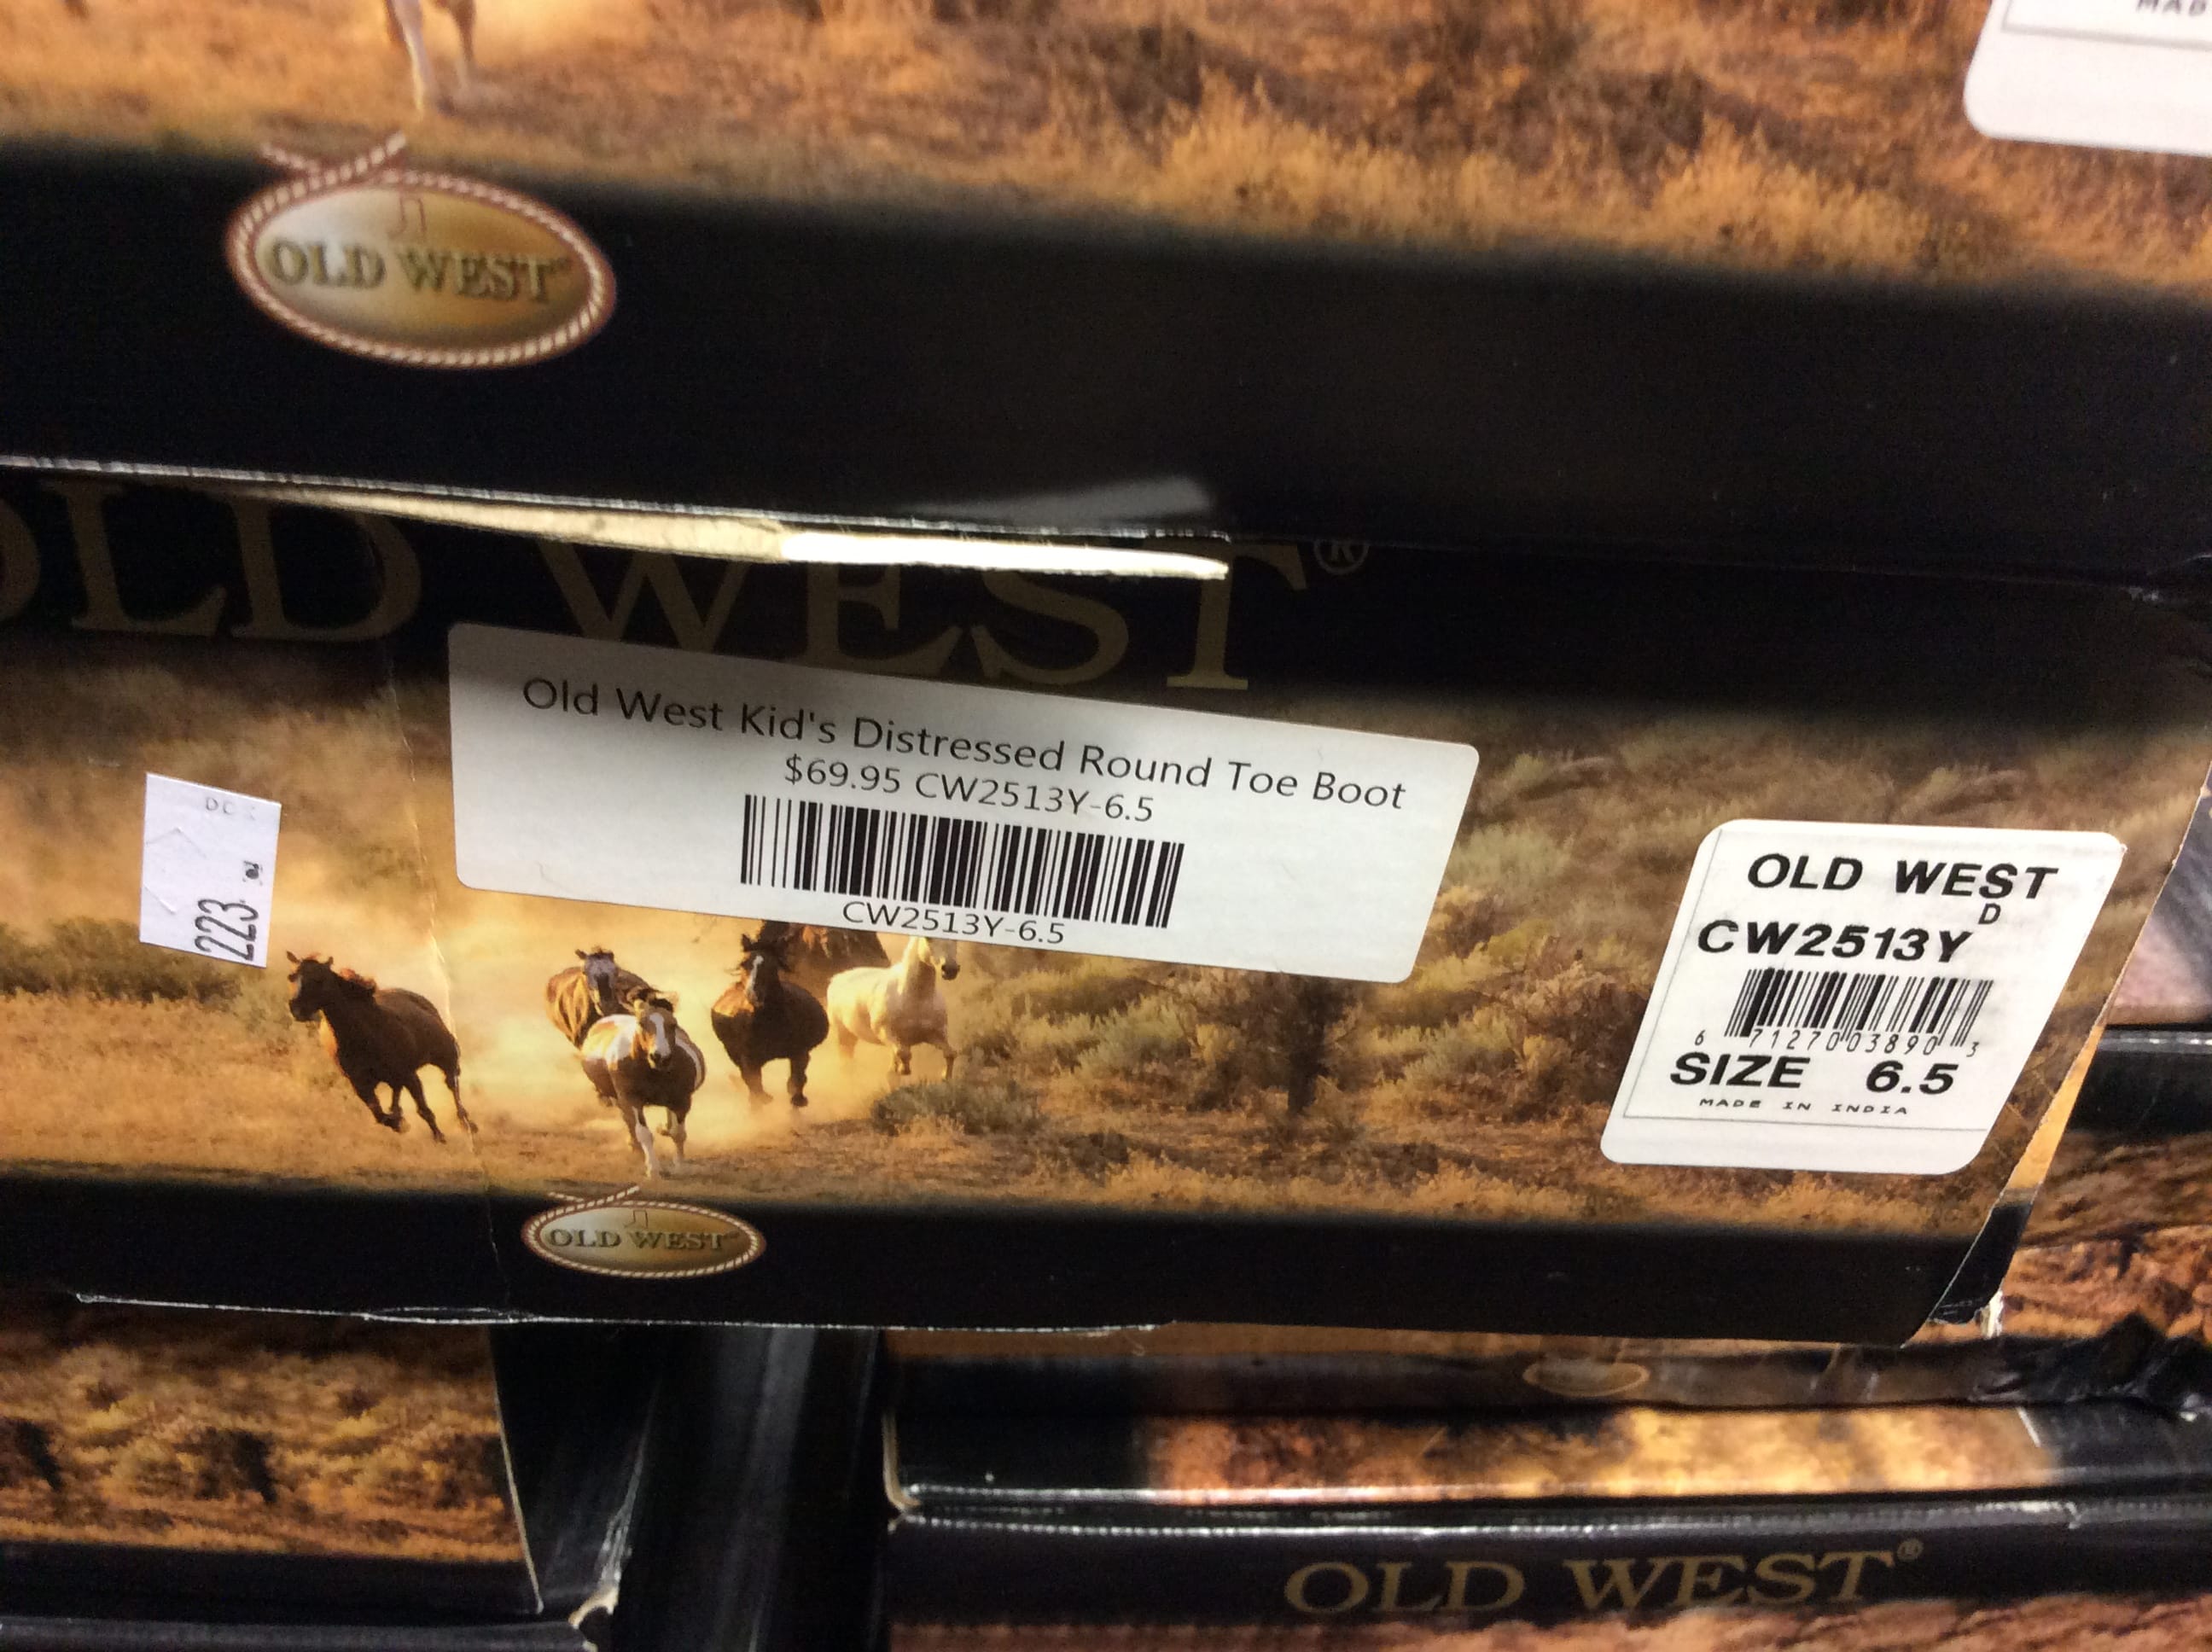 MAD
OLD WEST
OLD WEST®
Old West Kid's Distressed Round Toe Boot
$69.95 CW2513Y-6.5
CW2513Y-6.5
223
OLD WEST
D
CW2513Y
6 71270 03890 3
SIZE 6.5
MADE IN INDIA
OLD WEST
OLD WEST®